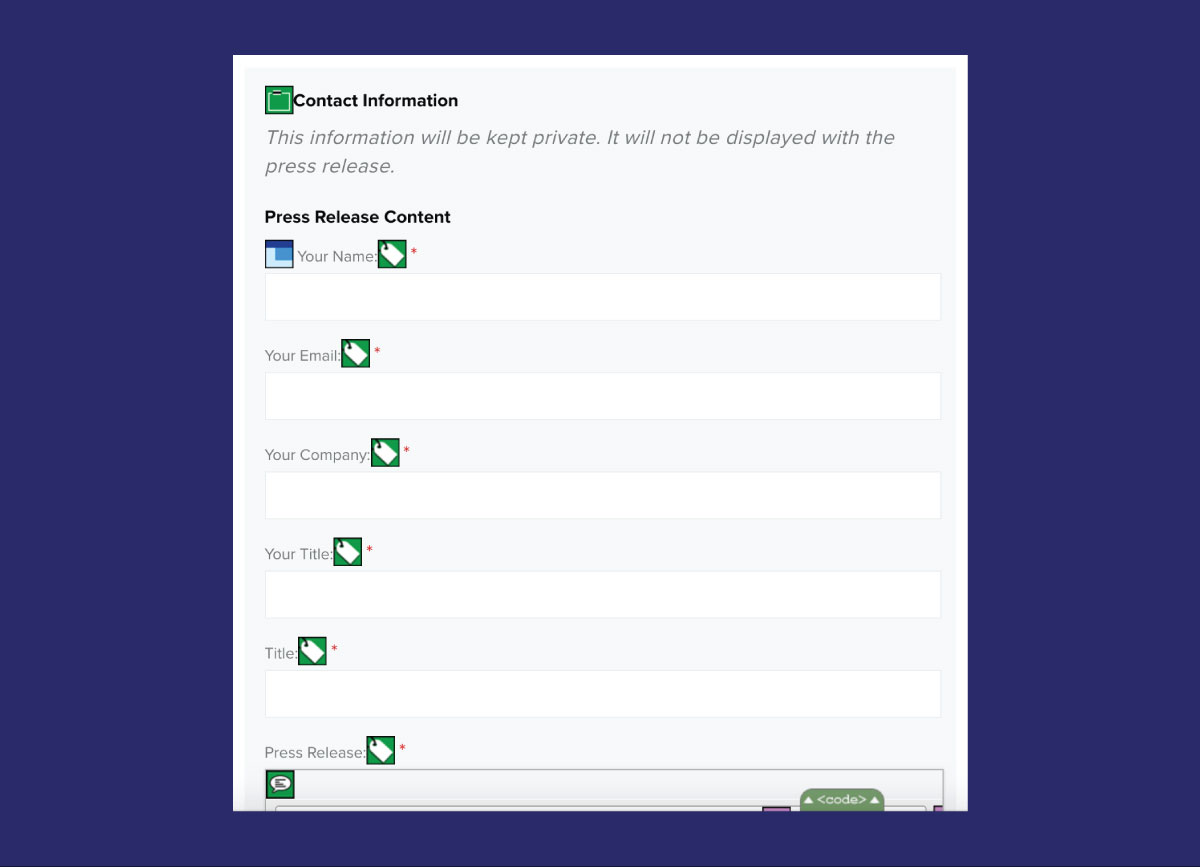 Contact Information
This information will be kept private. It will not be displayed with the
press release.
Press Release Content
Your Name: *
Your Email: *
Your Company: *
Your Title: *
Title: *
Press Release: *
▲ <code> ▲